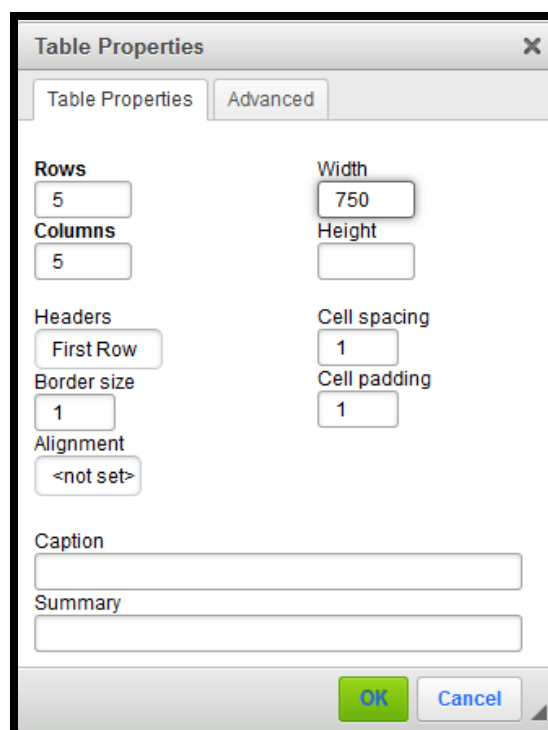 Table Properties
Table Properties Advanced
Rows Width
5 750
Columns Height
5
Headers Cell spacing
First Row 1
Border size Cell padding
1 1
Alignment
<not set>
Caption
Summary
OK Cancel